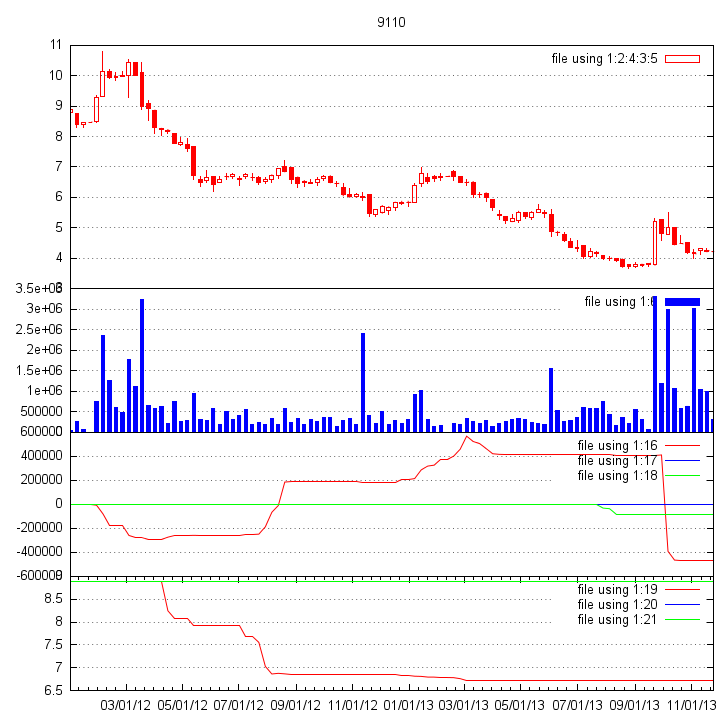 9110
11
file using 1:2:4:3:5
10
9
8
7
6
5
4
3
3.5e+06
file using 1:6
3e+06
2.5e+06
2e+06
1.5e+06
1e+06
500000
0
600000
file using 1:16
400000
file using 1:17
file using 1:18
200000
0
-200000
-400000
-600000
9
file using 1:19
8.5
file using 1:20
file using 1:21
8
7.5
7
6.5
03/01/12 05/01/12 07/01/12 09/01/12 11/01/12 01/01/13 03/01/13 05/01/13 07/01/13 09/01/13 11/01/13